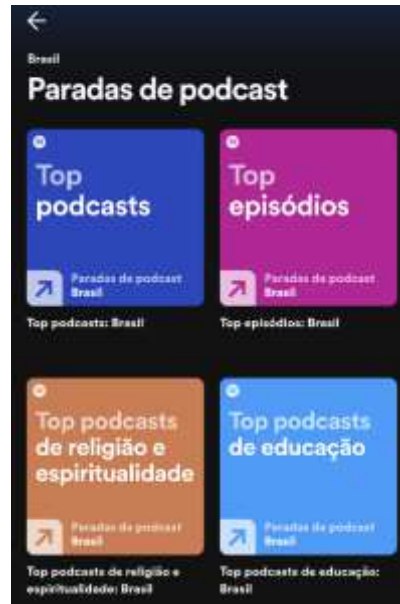 Brasil
Paradas de podcast
Top
podcasts
Paradas de podcast
Brasil
Top podcasts: Brasil
Top
episódios
Paradas de podcast
Brasil
Top episódios: Brasil
Top podcasts
de religião e
espiritualidade
Paradas de podcast
Brasil
Top podcasts de religião e
espiritualidade: Brasil
Top podcasts
de educação
Paradas de podcast
Brasil
Top podcasts de educação:
Brasil